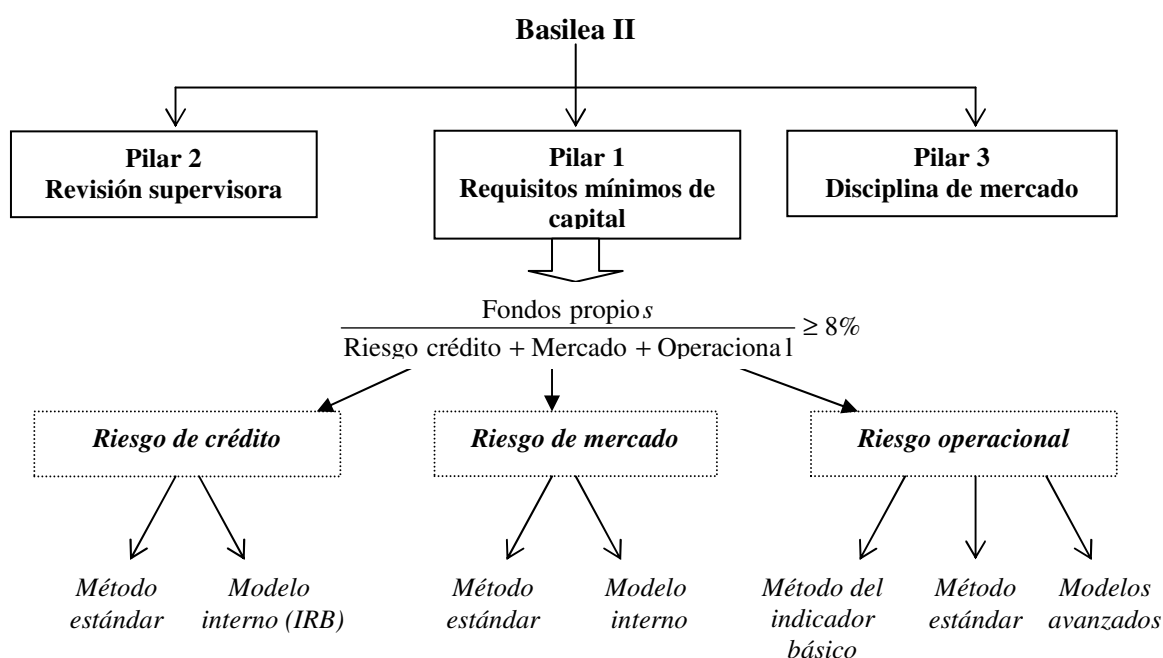 Basilea II
Pilar 2
Revisión supervisora
Pilar 1
Requisitos mínimos de
capital
Pilar 3
Disciplina de mercado
Fondos propios
Riesgo crédito + Mercado + Operacional
≥ 8%
Riesgo de crédito
Riesgo de mercado
Riesgo operacional
Método
estándar
Modelo
interno (IRB)
Método
estándar
Modelo
interno
Método del
indicador
básico
Método
estándar
Modelos
avanzados